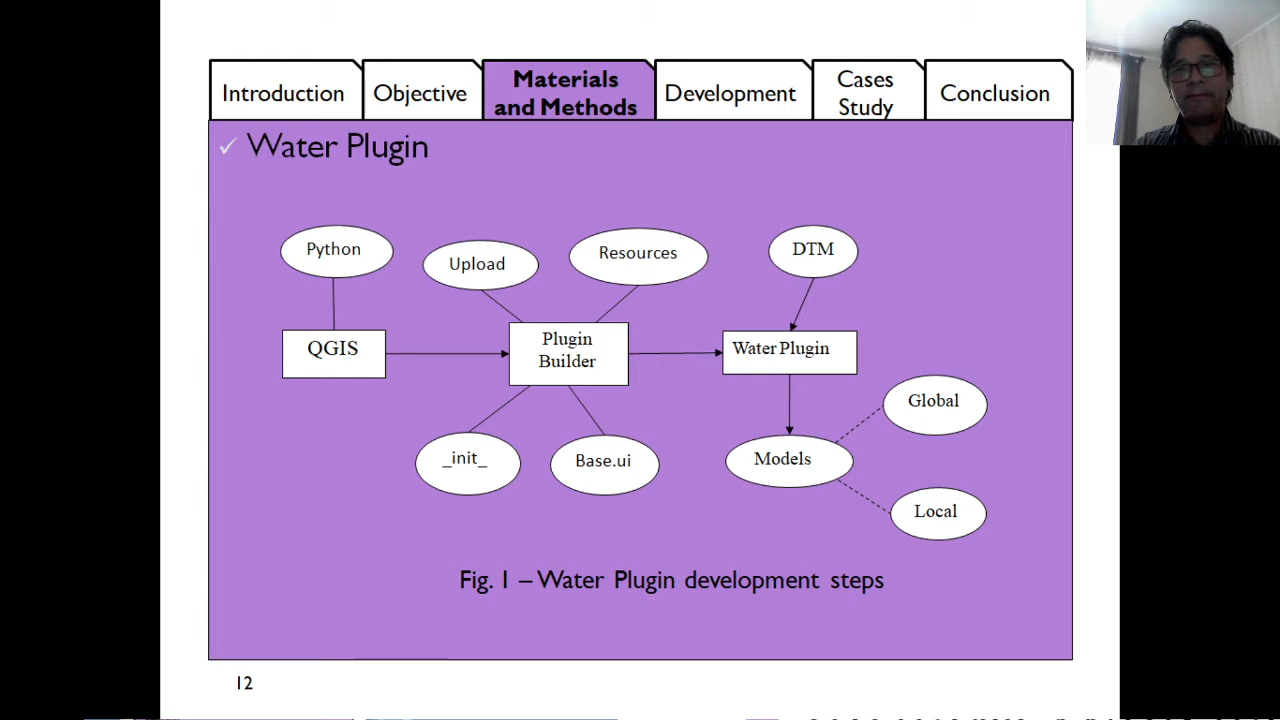 Introduction
Objective
Materials
and Methods
Development
Cases
Study
Conclusion
✓ Water Plugin
Python
Upload
Resources
DTM
QGIS
Plugin
Builder
Water Plugin
Global
_init_
Base.ui
Models
Local
Fig. 1 – Water Plugin development steps
12